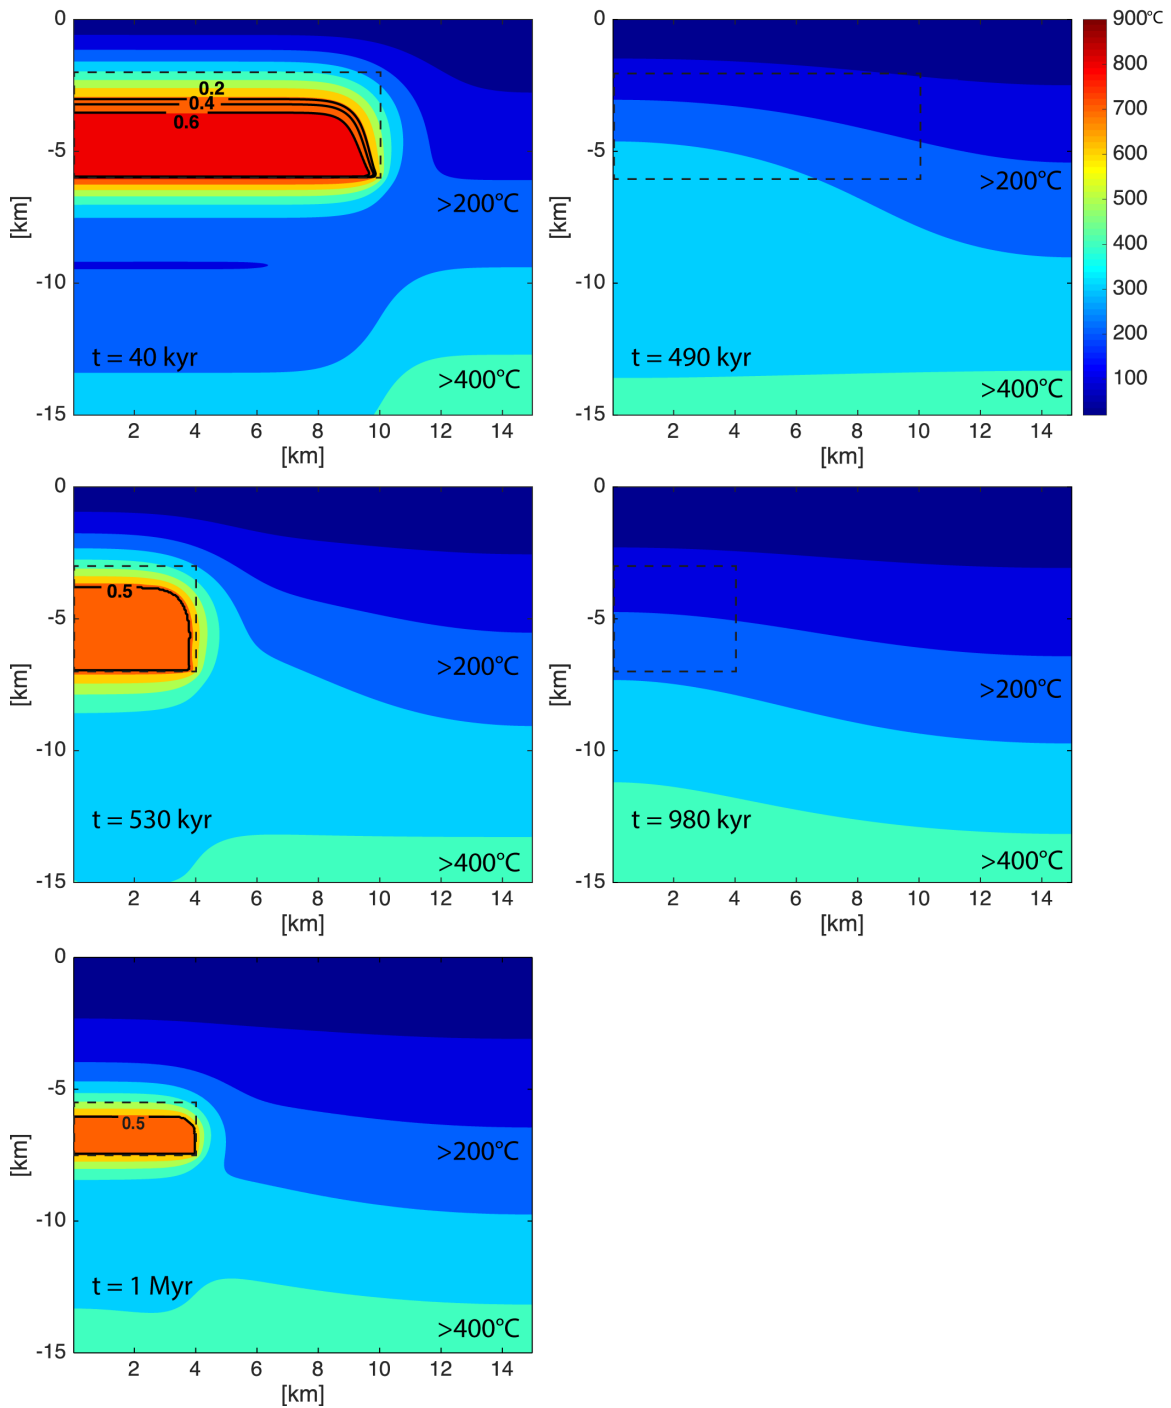 0
-5
-10
-15
[km]
0.2
0.4
0.6
>200°C
>400°C
t = 40 kyr
2 4 6 8 10 12 14
[km]
0
-5
-10
-15
[km]
>200°C
t = 490 kyr
>400°C
2 4 6 8 10 12 14
[km]
900°C
800
700
600
500
400
300
200
100
0
-5
-10
-15
[km]
0.5
>200°C
t = 530 kyr
>400°C
2 4 6 8 10 12 14
[km]
0
-5
-10
-15
[km]
>200°C
t = 980 kyr
>400°C
2 4 6 8 10 12 14
[km]
0
-5
-10
-15
[km]
0.5
>200°C
t = 1 Myr
>400°C
2 4 6 8 10 12 14
[km]